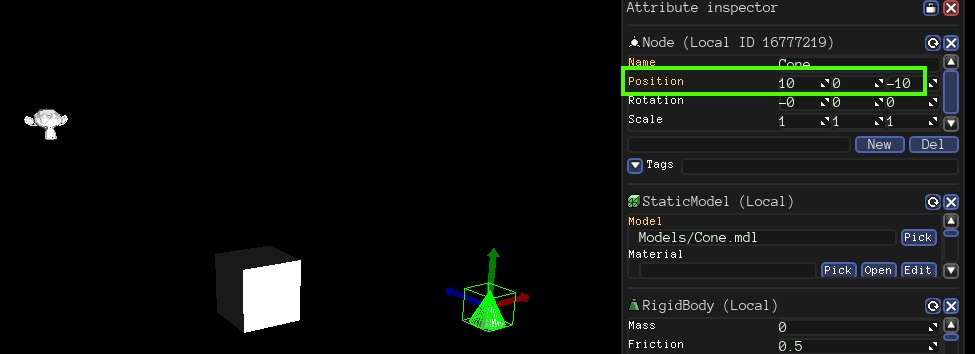 Attribute inspector
Node (Local ID 16777219)
Name Cone
Position 10 0 -10
Rotation -0 0 0
Scale 1 1 1
New Del
Tags
StaticModel (Local)
Model
Models/Cone.mdl Pick
Material
Pick Open Edit
RigidBody (Local)
Mass 0
Friction 0.5